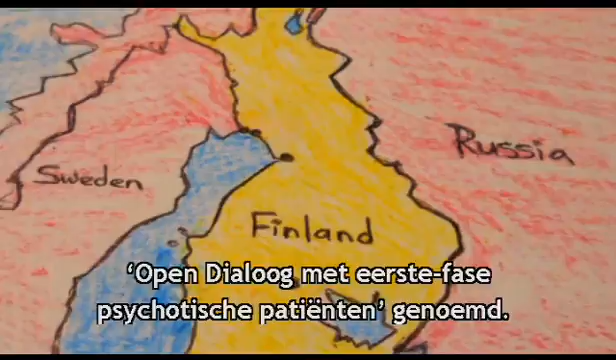 Russia
Sweden
Finland
‘Open Dialoog met eerste-fase
psychotische patiënten’ genoemd.